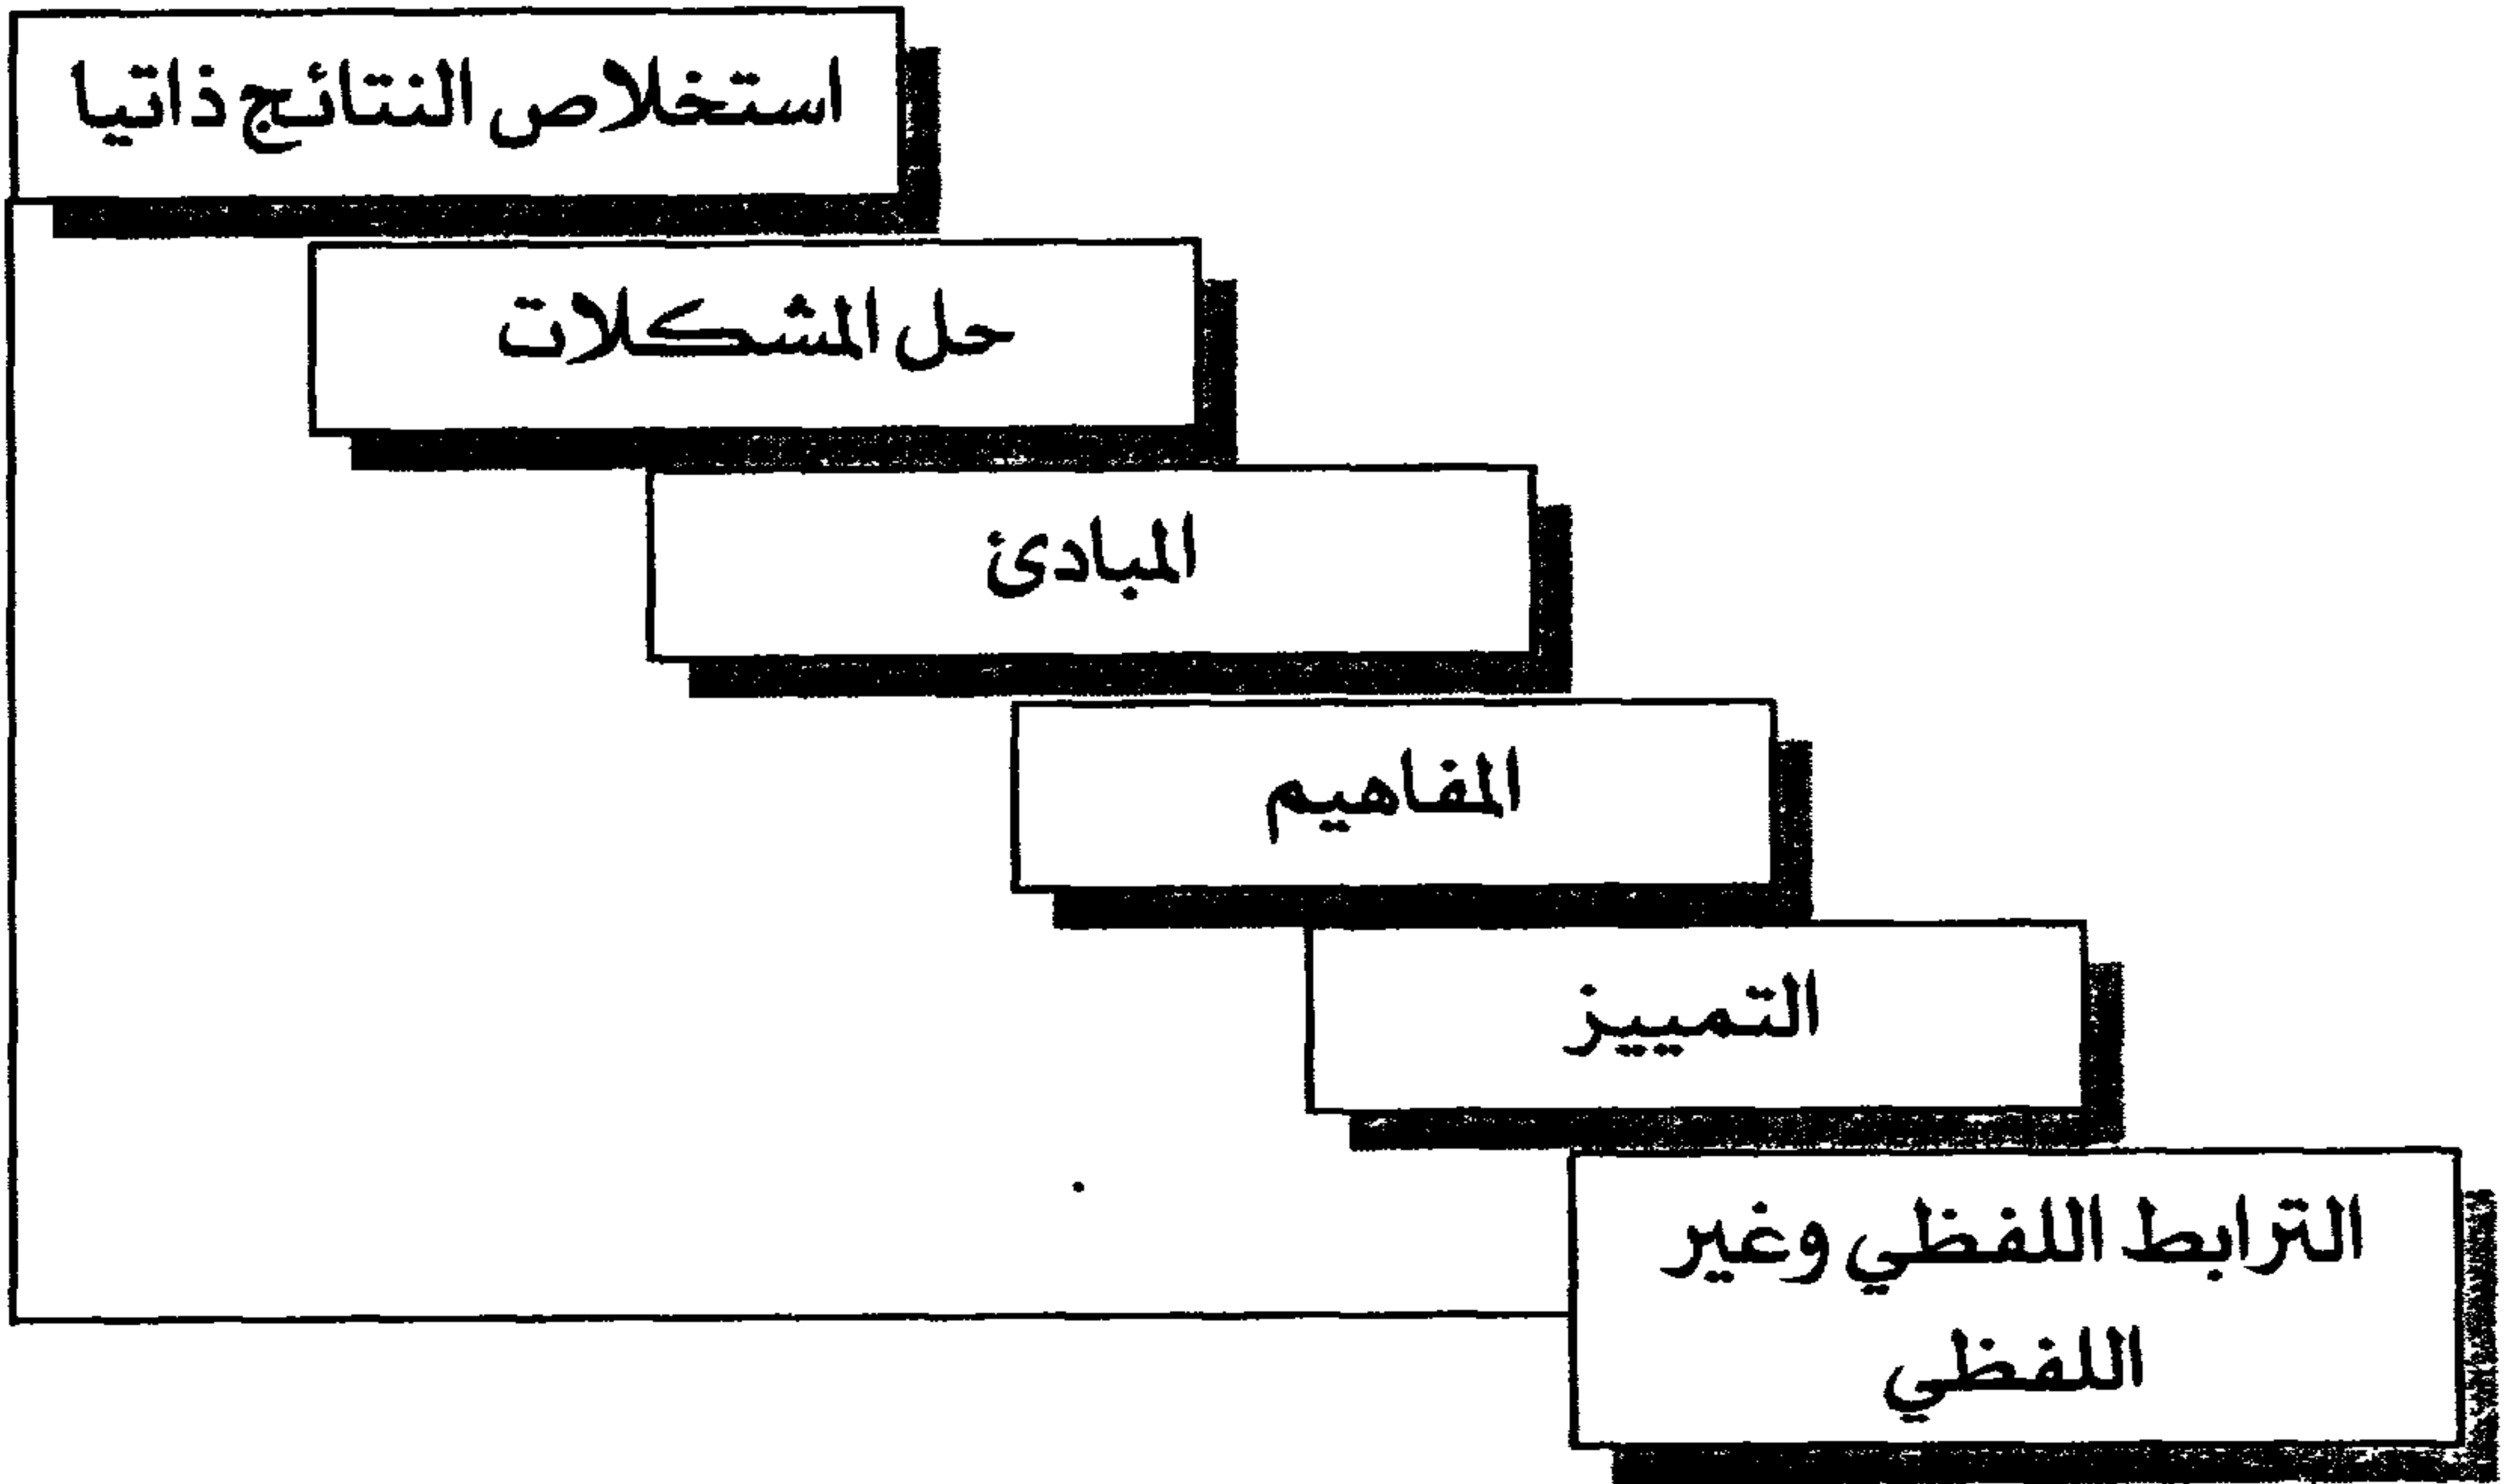 استخلاص النتائج ذاتيا
حل المشكلات
المبادئ
المفاهيم
التمييز
الترابط اللفظي وغير
اللفظي